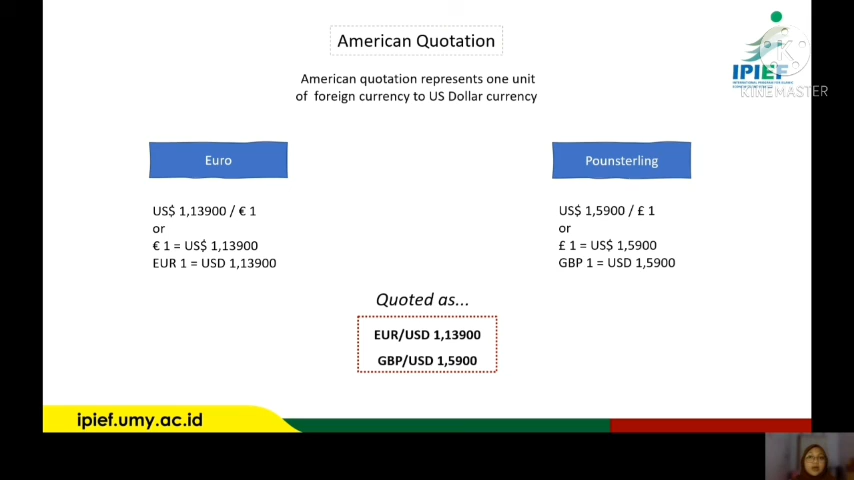 American Quotation
American quotation represents one unit
of foreign currency to US Dollar currency
IPIEF
KINEMASTER
Euro
Pounsterling
US$ 1,13900 / € 1
or
€ 1 = US$ 1,13900
EUR 1 = USD 1,13900
US$ 1,5900 / £ 1
or
£ 1 = US$ 1,5900
GBP 1 = USD 1,5900
Quoted as...
EUR/USD 1,13900
GBP/USD 1,5900
ipief.umy.ac.id